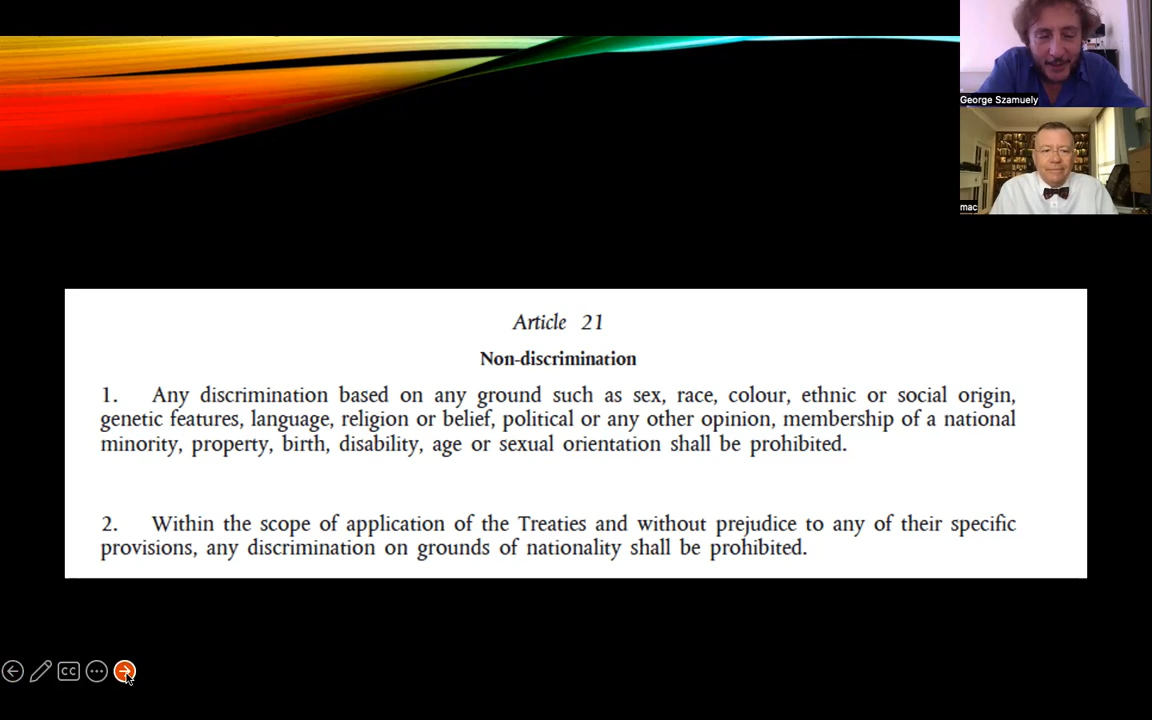 George Szamuely
mac
Article 21
Non-discrimination
1. Any discrimination based on any ground such as sex, race, colour, ethnic or social origin,
genetic features, language, religion or belief, political or any other opinion, membership of a national
minority, property, birth, disability, age or sexual orientation shall be prohibited.
2. Within the scope of application of the Treaties and without prejudice to any of their specific
provisions, any discrimination on grounds of nationality shall be prohibited.
CC